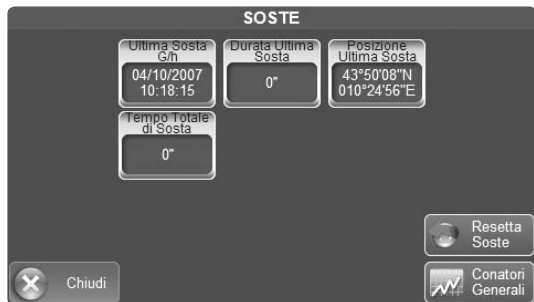 SOSTE
Ultima Sosta
G/h
04/10/2007
10:18:15
Durata Ultima
Sosta
0"
Posizione
Ultima Sosta
43°50'08"N
010°24'56"E
Tempo Totale
di Sosta
0"
Resetta
Soste
Chiudi
Conatori
Generali